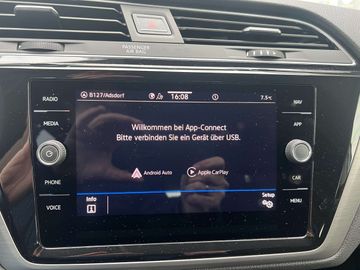 PASSENGER
AIR BAG
B127/Adsdorf
16:08
7.5°C
RADIO
MEDIA
PHONE
VOICE
NAV
APP
CAR
MENU
Willkommen bei App-Connect
Bitte verbinden Sie ein Gerät über USB.
Android Auto
Apple CarPlay
Info
Setup